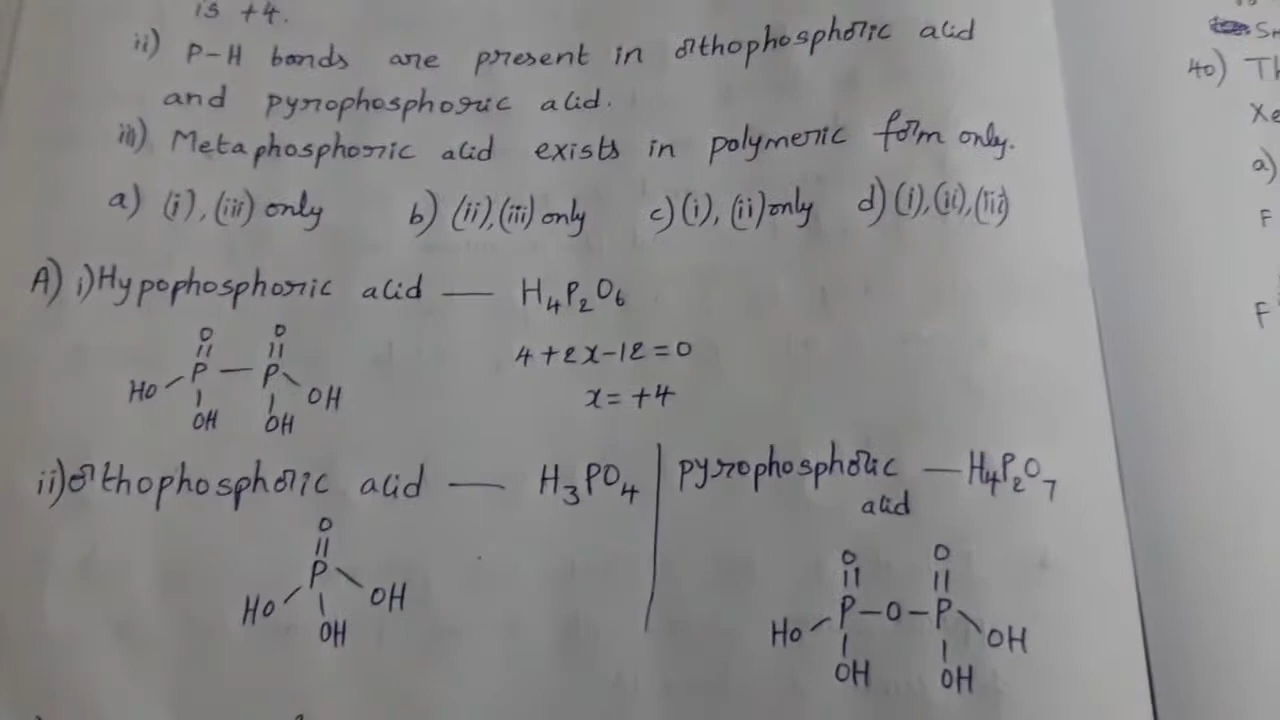 is +4.
ii) P-H bonds are present in orthophosphoric acid
and pyrophosphoric acid.
iii) Metaphosphoric acid exists in polymeric form only.
a) (i), (iii) only b) (ii), (iii) only c) (i), (ii) only d) (i), (ii), (iii)
A) i) Hypophosphoric acid — H4P2O6
O O
|| ||
HO P — P OH
OH OH
4+2x-12=0
x=+4
ii) orthophosphoric acid — H3PO4
O
||
P
HO OH
OH
pyrophosphoric — H4P2O7
acid
O O
|| ||
HO P-O-P OH
OH OH
40) Th
Xe
a)
F
F